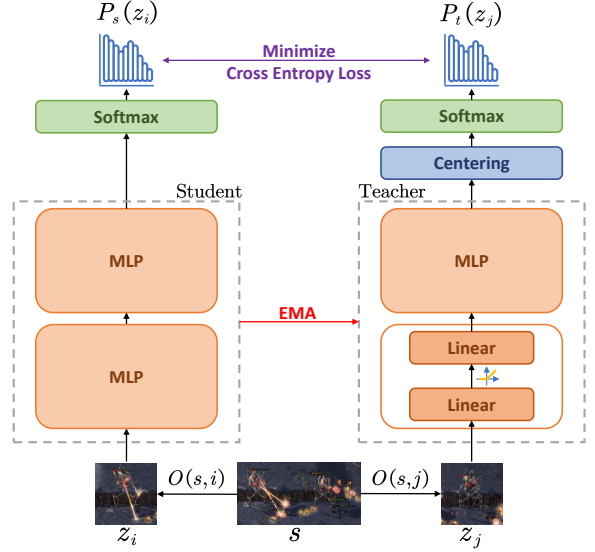 P_s(z_i)
P_t(z_j)
Minimize
Cross Entropy Loss
Softmax
Softmax
Centering
Student
Teacher
MLP
MLP
EMA
Linear
MLP
Linear
O(s, i)
O(s, j)
z_i
s
z_j